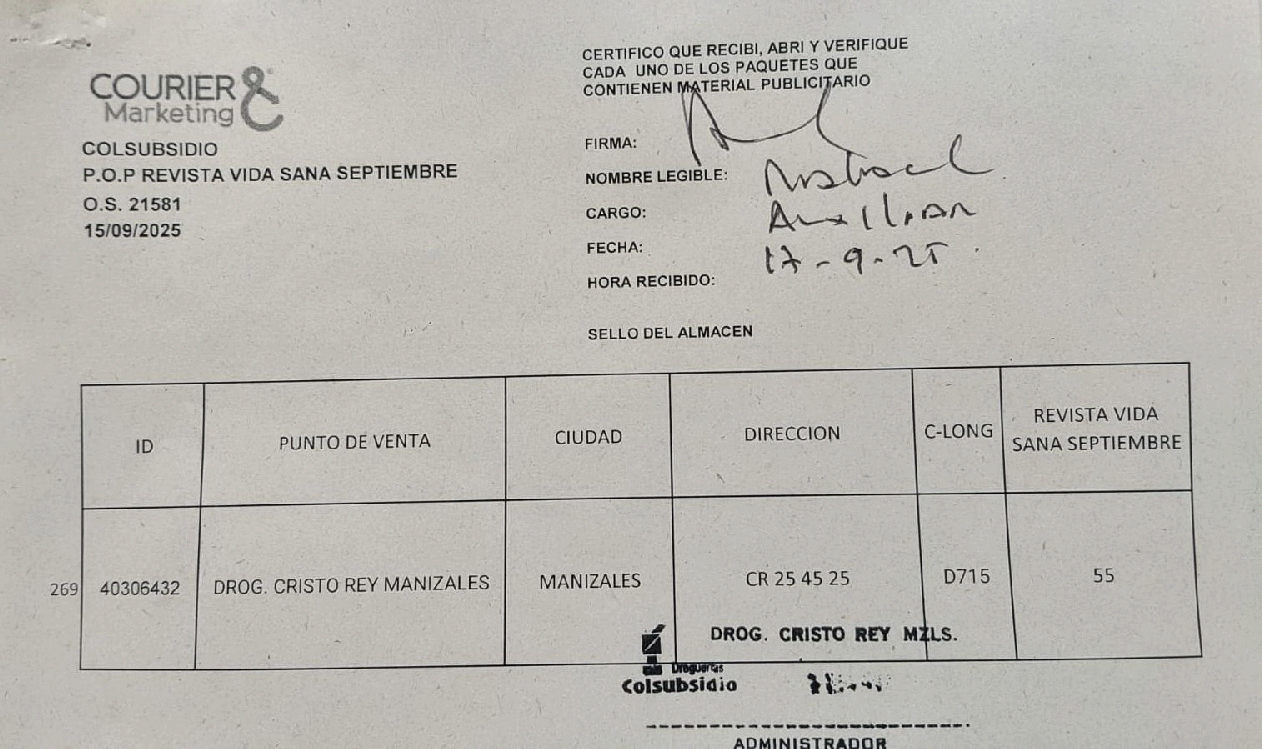 COURIER &
Marketing
COLSUBSIDIO
P.O.P REVISTA VIDA SANA SEPTIEMBRE
O.S. 21581
15/09/2025
CERTIFICO QUE RECIBI, ABRI Y VERIFIQUE
CADA UNO DE LOS PAQUETES QUE
CONTIENEN MATERIAL PUBLICITARIO
FIRMA:
NOMBRE LEGIBLE:
CARGO:
FECHA: 17-9-25
HORA RECIBIDO:
SELLO DEL ALMACEN
ID PUNTO DE VENTA CIUDAD DIRECCION C-LONG REVISTA VIDA
SANA SEPTIEMBRE
269 40306432 DROG. CRISTO REY MANIZALES MANIZALES CR 25 45 25 D715 55
DROG. CRISTO REY MZLS.
Droguerías
Colsubsidio
ADMINISTRADOR